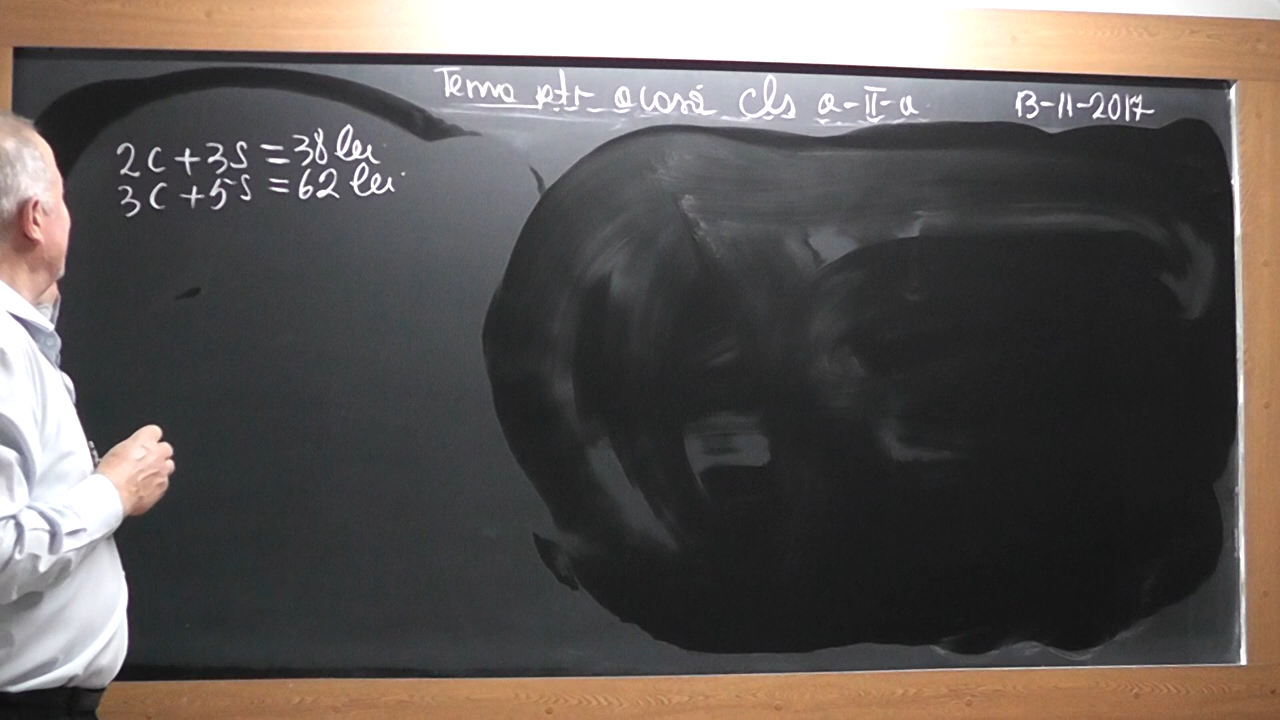 Tema ptr acasă Cls a-II-a 13-11-2017
2C+3S=38 lei
3C+5S=62 lei